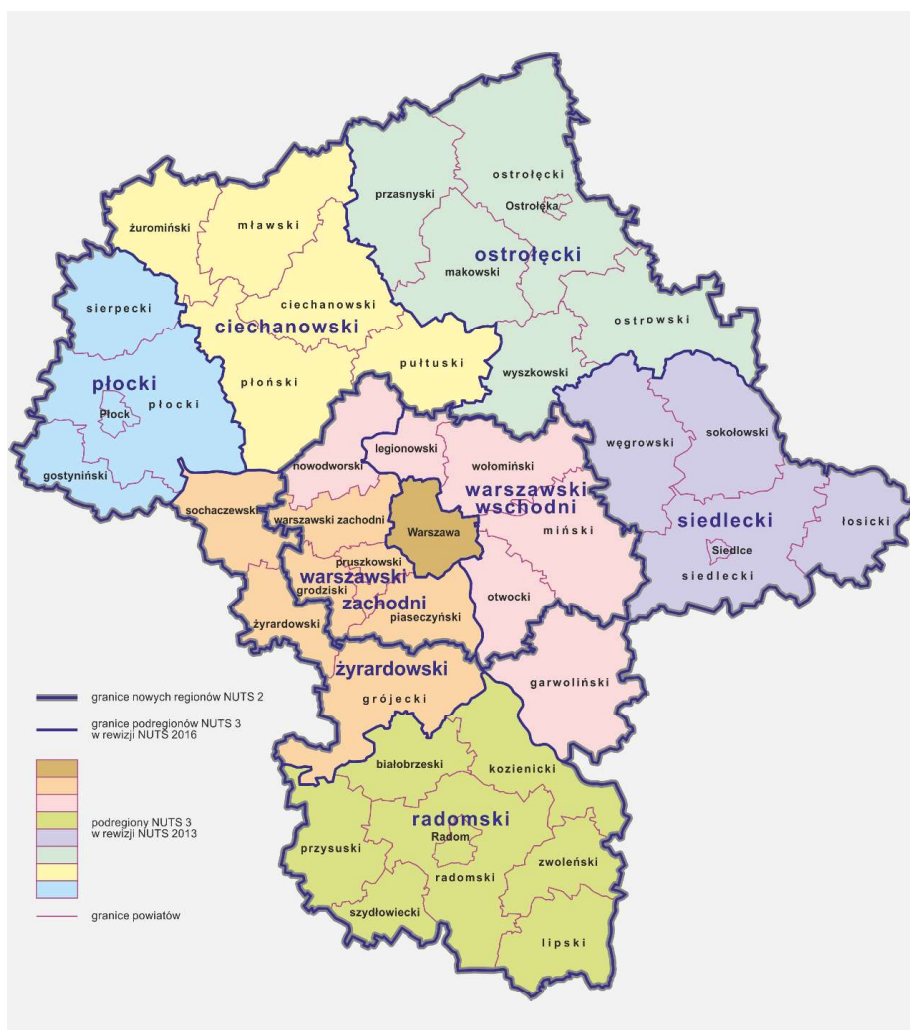 ostrołęcki
przasnyski
Ostrołęka
żuromiński
mławski
ostrołęcki
makowski
sierpecki
ciechanowski
ciechanowski
ostrowski
pułtuski
wyszkowski
płocki
płoński
płocki
Płock
sokołowski
węgrowski
legionowski
nowodworski
wołomiński
gostyniński
warszawski
wschodni
sochaczewski
warszawski zachodni
siedlecki
łosicki
Warszawa
miński
Siedlce
siedlecki
pruszkowski
warszawski
grodziski
zachodni
otwocki
piaseczyński
żyrardowski
żyrardowski
garwoliński
grójecki
granice nowych regionów NUTS 2
granice podregionów NUTS 3
w rewizji NUTS 2016
białobrzeski
kozienicki
podregiony NUTS 3
w rewizji NUTS 2013
radomski
Radom
przysuski
zwoleński
radomski
szydłowiecki
granice powiatów
lipski